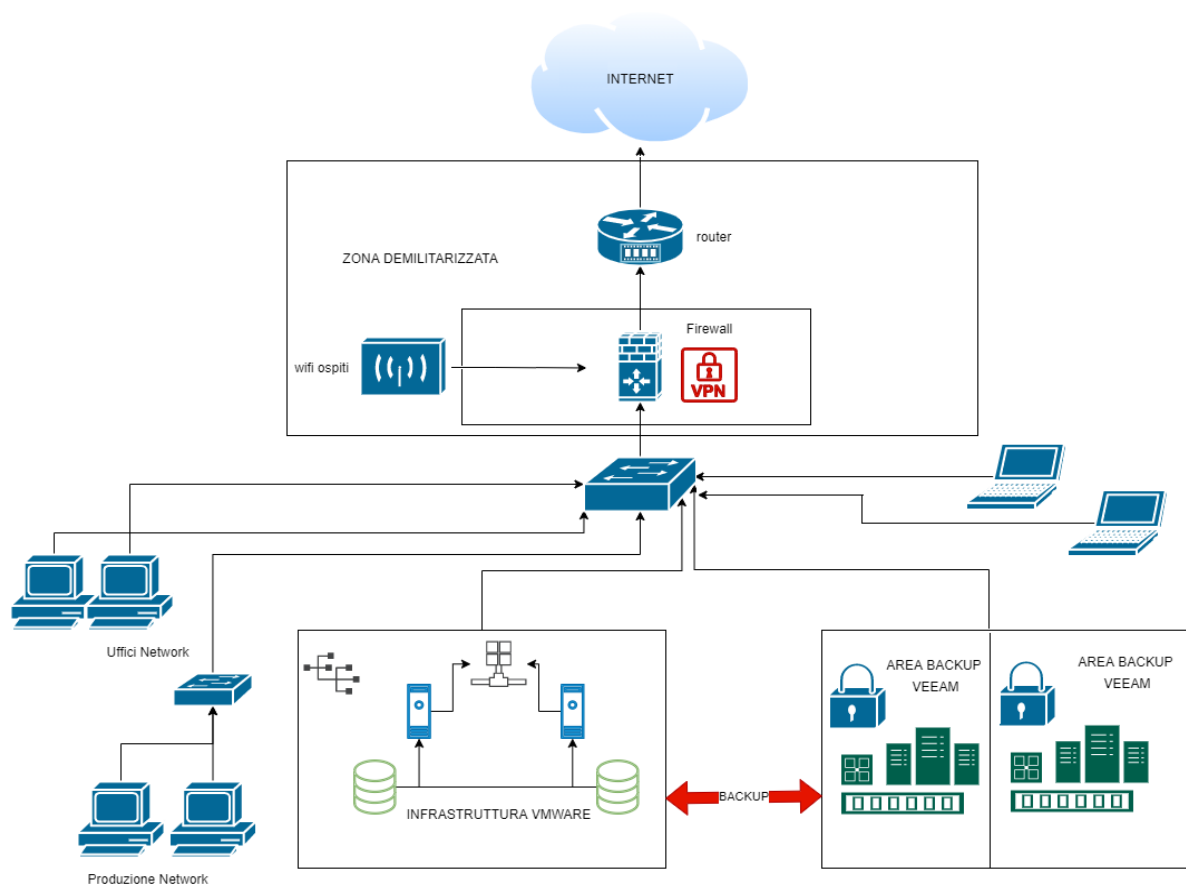 INTERNET
router
ZONA DEMILITARIZZATA
Firewall
wifi ospiti
VPN
Uffici Network
AREA BACKUP
VEEAM
AREA BACKUP
VEEAM
BACKUP
INFRASTRUTTURA VMWARE
Produzione Network